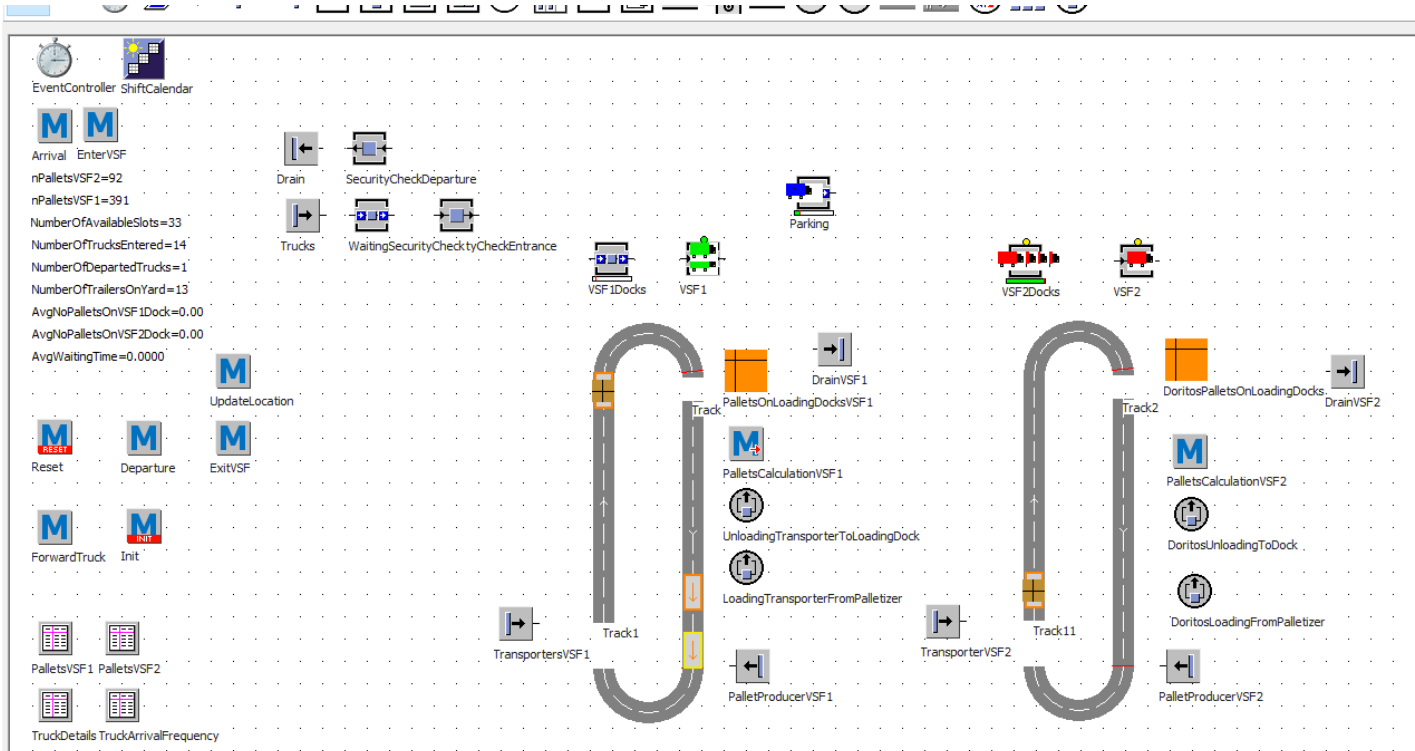 EventController ShiftCalendar
Arrival EnterVSF
nPalletsVSF2=92
nPalletsVSF1=391
NumberOfAvailableSlots=33
NumberOfTrucksEntered=14
NumberOfDepartedTrucks=1
NumberOfTrailersOnYard=13
AvgNoPalletsOnVSF1Dock=0.00
AvgNoPalletsOnVSF2Dock=0.00
AvgWaitingTime=0.0000
UpdateLocation
M RESET
Reset
Departure
ExitVSF
ForwardTruck
M INIT
Init
PalletsVSF1 PalletsVSF2
TruckDetails TruckArrivalFrequency
Drain
SecurityCheckDeparture
Trucks
WaitingSecurityChecktyCheckEntrance
Parking
VSF1Docks
VSF1
VSF2Docks
VSF2
DrainVSF1
Track
PalletsOnLoadingDocksVSF1
PalletsCalculationVSF1
UnloadingTransporterToLoadingDock
LoadingTransporterFromPalletizer
TransportersVSF1
Track1
PalletProducerVSF1
DoritosPalletsOnLoadingDocks
DrainVSF2
Track2
PalletsCalculationVSF2
DoritosUnloadingToDock
DoritosLoadingFromPalletizer
TransporterVSF2
Track11
PalletProducerVSF2